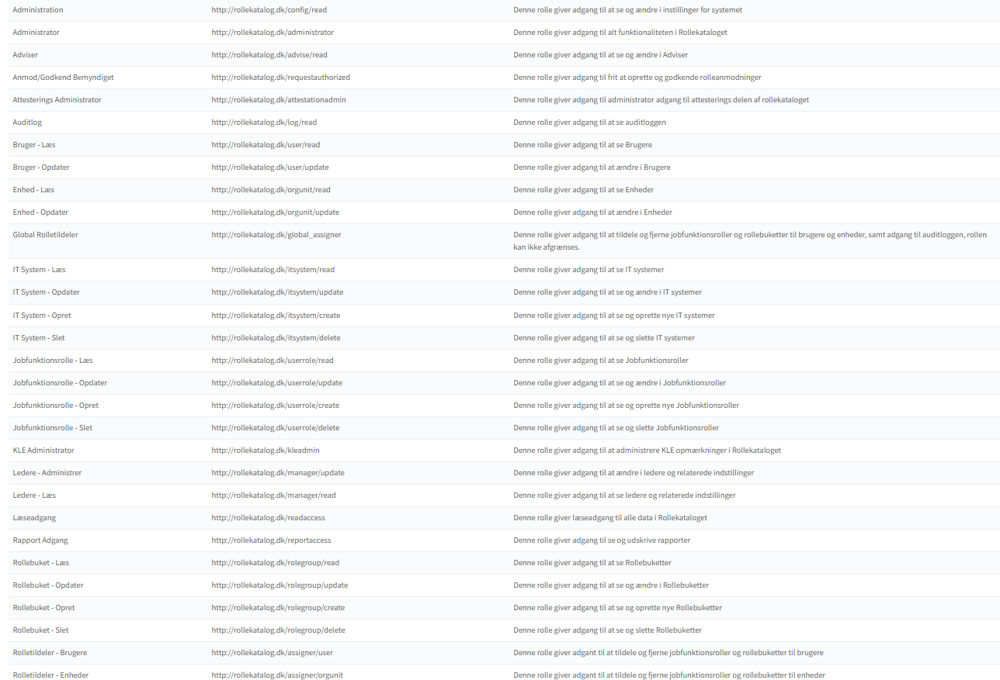 Administration http://rollekatalog.dk/config/read Denne rolle giver adgang til at se og ændre i instillinger for systemet
Administrator http://rollekatalog.dk/administrator Denne rolle giver adgang til alt funktionaliteten i Rollekataloget
Adviser http://rollekatalog.dk/advise/read Denne rolle giver adgang til at se og ændre i Adviser
Anmod/Godkend Bemyndiget http://rollekatalog.dk/requestauthorized Denne rolle giver adgang til frit at oprette og godkende rolleanmodninger
Attesterings Administrator http://rollekatalog.dk/attestationadmin Denne rolle giver adgang til administrator adgang til attesterings delen af rollekataloget
Auditlog http://rollekatalog.dk/log/read Denne rolle giver adgang til at se auditloggen
Bruger - Læs http://rollekatalog.dk/user/read Denne rolle giver adgang til at se Brugere
Bruger - Opdater http://rollekatalog.dk/user/update Denne rolle giver adgang til at ændre i Brugere
Enhed - Læs http://rollekatalog.dk/orgunit/read Denne rolle giver adgang til at se Enheder
Enhed - Opdater http://rollekatalog.dk/orgunit/update Denne rolle giver adgang til at ændre i Enheder
Global Rolletildeler http://rollekatalog.dk/global_assigner Denne rolle giver adgang til at tildele og fjerne jobfunktionsroller og rollebuketter til brugere og enheder, samt adgang til auditloggen, rollen
kan ikke afgrænses.
IT System - Læs http://rollekatalog.dk/itsystem/read Denne rolle giver adgang til at se IT systemer
IT System - Opdater http://rollekatalog.dk/itsystem/update Denne rolle giver adgang til at se og ændre i IT systemer
IT System - Opret http://rollekatalog.dk/itsystem/create Denne rolle giver adgang til at se og oprette nye IT systemer
IT System - Slet http://rollekatalog.dk/itsystem/delete Denne rolle giver adgang til at se og slette IT systemer
Jobfunktionsrolle - Læs http://rollekatalog.dk/userrole/read Denne rolle giver adgang til at se Jobfunktionsroller
Jobfunktionsrolle - Opdater http://rollekatalog.dk/userrole/update Denne rolle giver adgang til at se og ændre i Jobfunktionsroller
Jobfunktionsrolle - Opret http://rollekatalog.dk/userrole/create Denne rolle giver adgang til at se og oprette nye Jobfunktionsroller
Jobfunktionsrolle - Slet http://rollekatalog.dk/userrole/delete Denne rolle giver adgang til at se og slette Jobfunktionsroller
KLE Administrator http://rollekatalog.dk/kleadmin Denne rolle giver adgang til at administrere KLE opmærkninger i Rollekataloget
Ledere - Administrer http://rollekatalog.dk/manager/update Denne rolle giver adgang til at ændre i ledere og relaterede indstillinger
Ledere - Læs http://rollekatalog.dk/manager/read Denne rolle giver adgang til at se ledere og relaterede indstillinger
Læseadgang http://rollekatalog.dk/readaccess Denne rolle giver læseadgang til alle data i Rollekataloget
Rapport Adgang http://rollekatalog.dk/reportaccess Denne rolle giver adgang til se og udskrive rapporter
Rollebuket - Læs http://rollekatalog.dk/rolegroup/read Denne rolle giver adgang til at se Rollebuketter
Rollebuket - Opdater http://rollekatalog.dk/rolegroup/update Denne rolle giver adgang til at se og ændre i Rollebuketter
Rollebuket - Opret http://rollekatalog.dk/rolegroup/create Denne rolle giver adgang til at se og oprette nye Rollebuketter
Rollebuket - Slet http://rollekatalog.dk/rolegroup/delete Denne rolle giver adgang til at se og slette Rollebuketter
Rolletildeler - Brugere http://rollekatalog.dk/assigner/user Denne rolle giver adgant til at tildele og fjerne jobfunktionsroller og rollebuketter til brugere
Rolletildeler - Enheder http://rollekatalog.dk/assigner/orgunit Denne rolle giver adgant til at tildele og fjerne jobfunktionsroller og rollebuketter til enheder